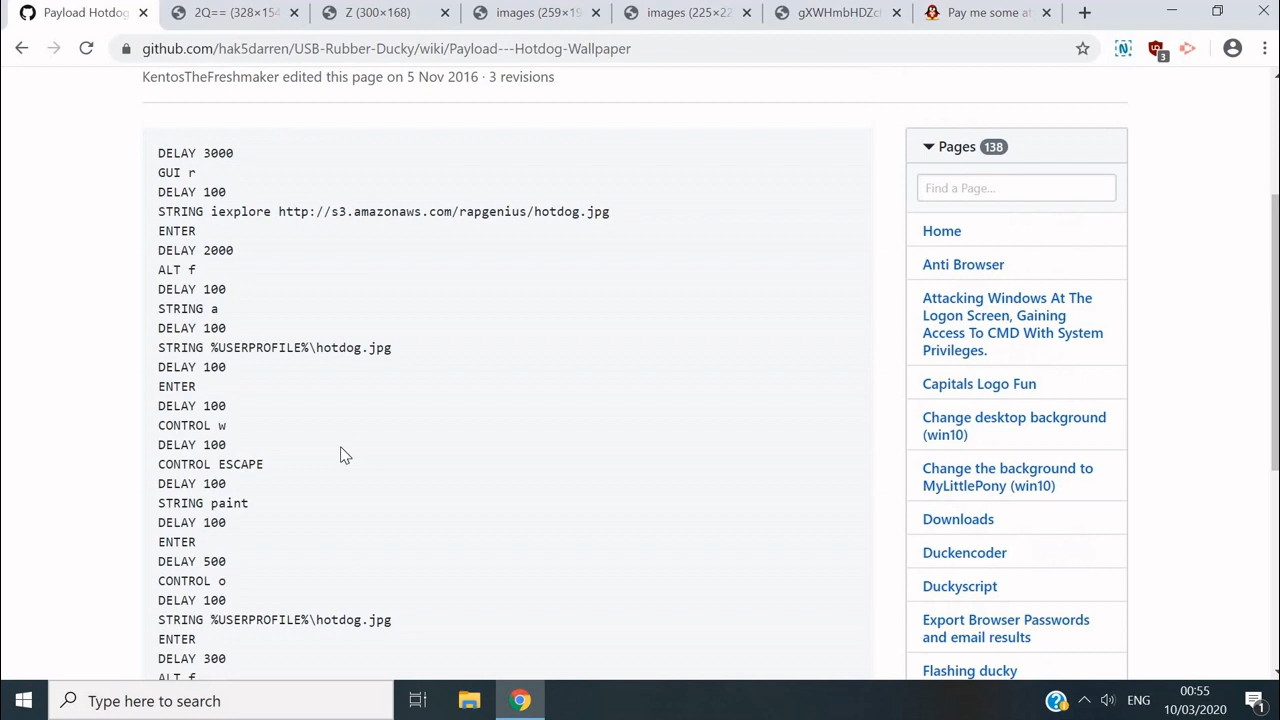 Payload Hotdog
2Q== (328×154
Z (300×168)
images (259×19
images (225×22
gXWHmbHDZcl
Pay me some at
github.com/hak5darren/USB-Rubber-Ducky/wiki/Payload---Hotdog-Wallpaper
3
KentosTheFreshmaker edited this page on 5 Nov 2016 · 3 revisions
DELAY 3000
GUI r
DELAY 100
STRING iexplore http://s3.amazonaws.com/rapgenius/hotdog.jpg
ENTER
DELAY 2000
ALT f
DELAY 100
STRING a
DELAY 100
STRING %USERPROFILE%\hotdog.jpg
DELAY 100
ENTER
DELAY 100
CONTROL w
DELAY 100
CONTROL ESCAPE
DELAY 100
STRING paint
DELAY 100
ENTER
DELAY 500
CONTROL o
DELAY 100
STRING %USERPROFILE%\hotdog.jpg
ENTER
DELAY 300
ALT f
Pages 138
Find a Page...
Home
Anti Browser
Attacking Windows At The
Logon Screen, Gaining
Access To CMD With System
Privileges.
Capitals Logo Fun
Change desktop background
(win10)
Change the background to
MyLittlePony (win10)
Downloads
Duckencoder
Duckyscript
Export Browser Passwords
and email results
Flashing ducky
Type here to search
ENG
00:55
10/03/2020
1